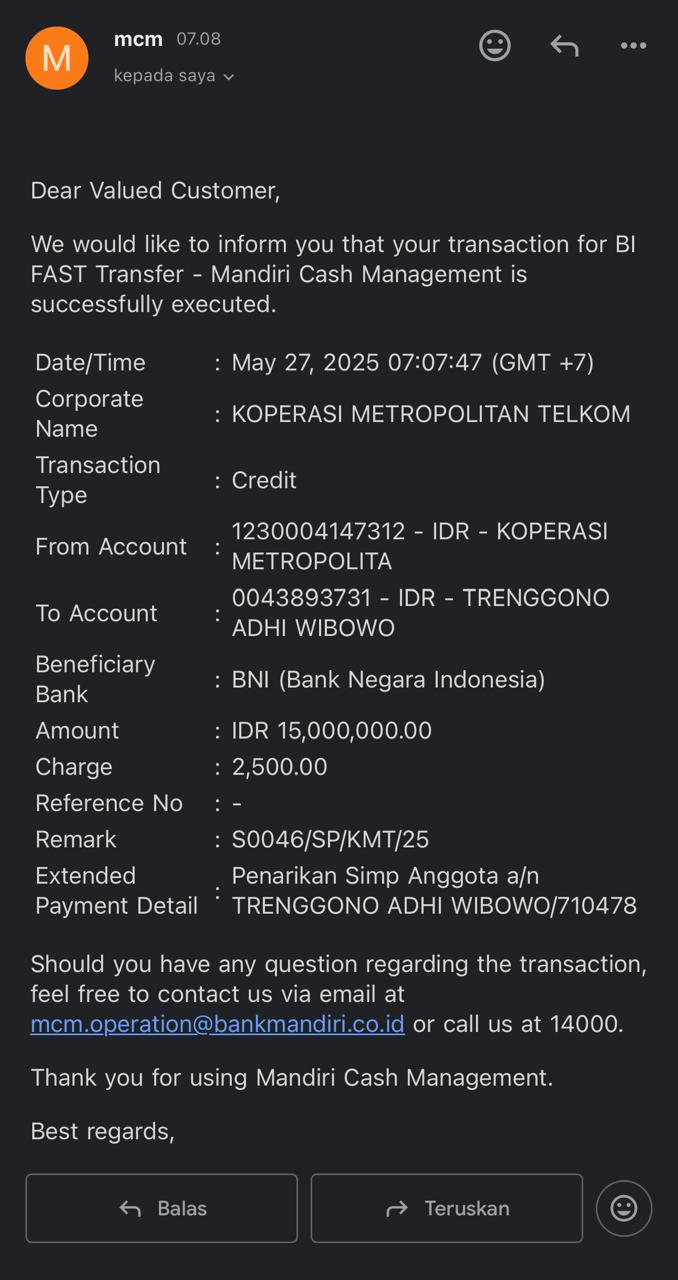 M
mcm 07.08
kepada saya
Dear Valued Customer,
We would like to inform you that your transaction for BI
FAST Transfer - Mandiri Cash Management is
successfully executed.
Date/Time : May 27, 2025 07:07:47 (GMT +7)
Corporate
Name : KOPERASI METROPOLITAN TELKOM
Transaction
Type : Credit
From Account : 1230004147312 - IDR - KOPERASI
METROPOLITA
To Account : 0043893731 - IDR - TRENGGONO
ADHI WIBOWO
Beneficiary
Bank : BNI (Bank Negara Indonesia)
Amount : IDR 15,000,000.00
Charge : 2,500.00
Reference No : -
Remark : S0046/SP/KMT/25
Extended
Payment Detail : Penarikan Simp Anggota a/n
TRENGGONO ADHI WIBOWO/710478
Should you have any question regarding the transaction,
feel free to contact us via email at
mcm.operation@bankmandiri.co.id or call us at 14000.
Thank you for using Mandiri Cash Management.
Best regards,
Balas Teruskan